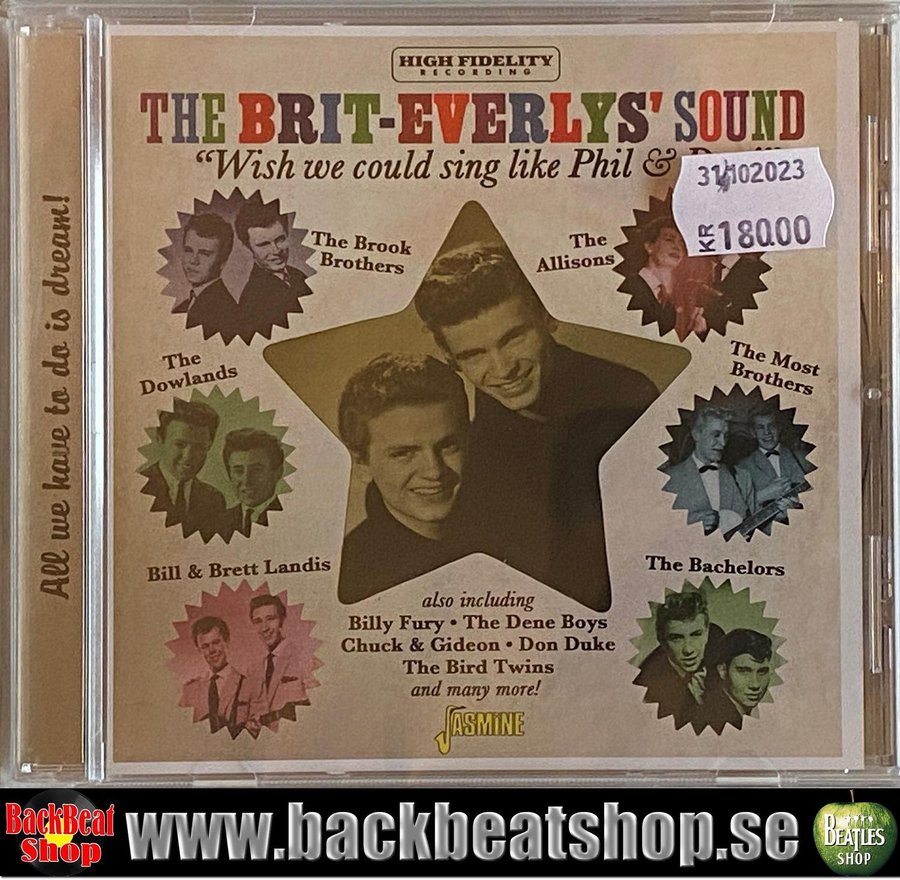 HIGH FIDELITY
RECORDING
THE BRIT-EVERLYS' SOUND
"Wish we could sing like Phil &
31102023
KR 180.00
All we have to do is dream!
The Brook
Brothers
The
Allisons
The
Dowlands
The Most
Brothers
Bill & Brett Landis
The Bachelors
also including
Billy Fury • The Dene Boys
Chuck & Gideon • Don Duke
The Bird Twins
and many more!
JASMINE
BackBeat
Shop
www.backbeatshop.se
BEATLES
SHOP